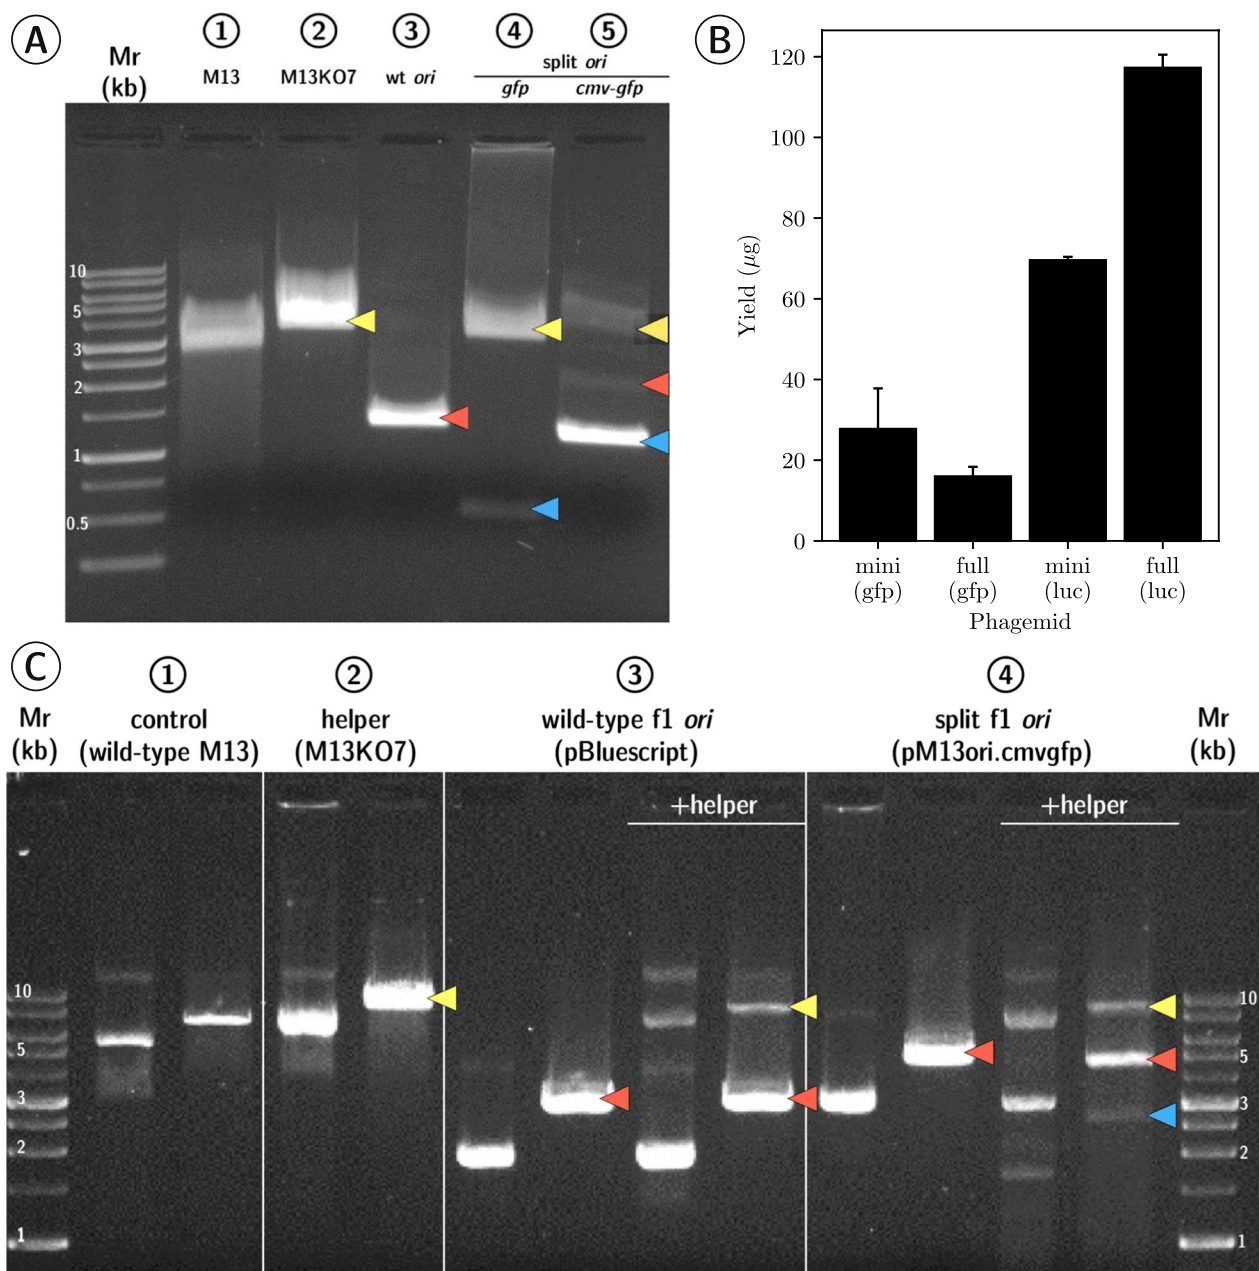 A
Mr
(kb)
1
M13
2
M13KO7
3
wt ori
4
5
split ori
gfp
cmv-gfp
10
5
3
2
1
0.5
B
120
100
80
60
40
20
0
Yield (μg)
mini
(gfp)
full
(gfp)
mini
(luc)
full
(luc)
Phagemid
C
Mr
(kb)
1
control
(wild-type M13)
2
helper
(M13KO7)
3
wild-type f1 ori
(pBluescript)
4
split f1 ori
(pM13ori.cmvgfp)
Mr
(kb)
+helper
+helper
10
5
3
2
1
10
5
3
2
1